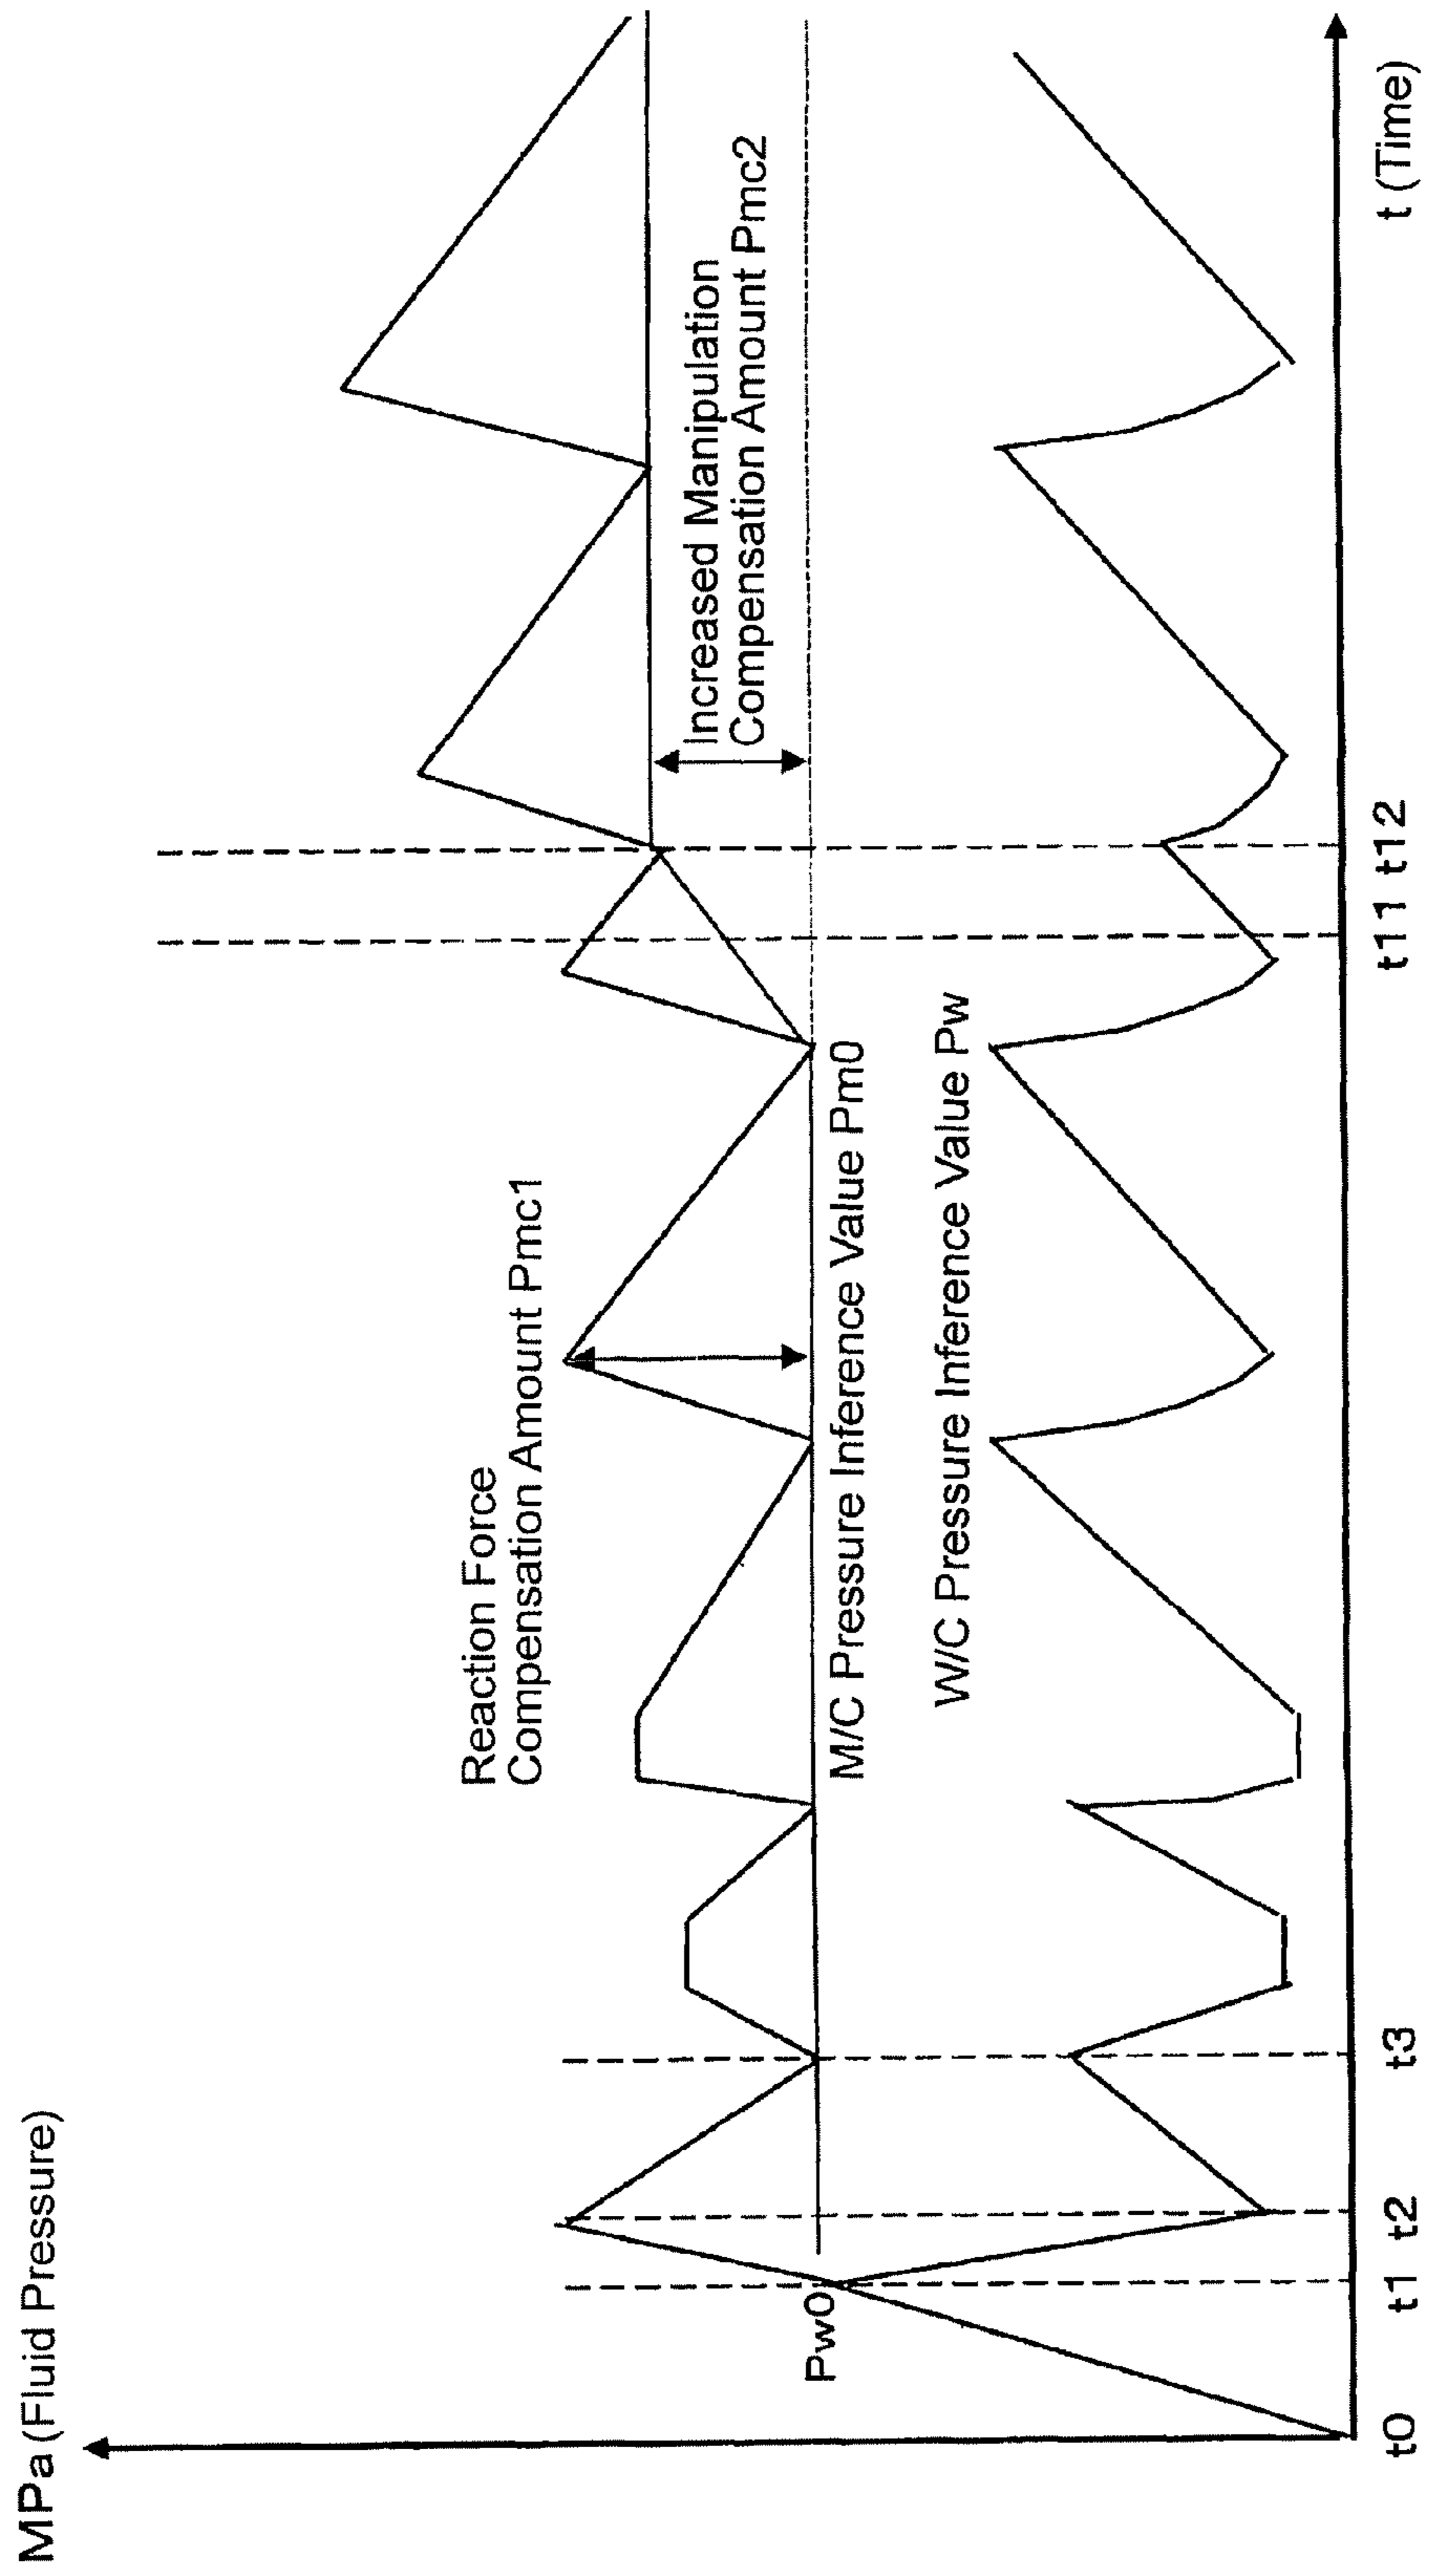 MPa (Fluid Pressure)
Reaction Force
Compensation Amount Pmc1
Increased Manipulation
Compensation Amount Pmc2
Pw0
M/C Pressure Inference Value Pm0
W/C Pressure Inference Value Pw
t0 t1 t2 t3 t11 t12
t (Time)